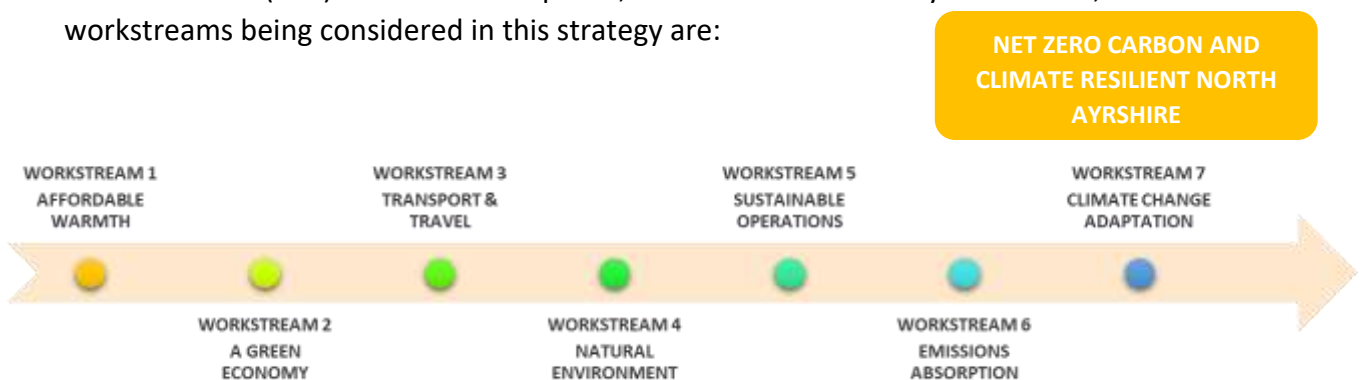 workstreams being considered in this strategy are:
NET ZERO CARBON AND
CLIMATE RESILIENT NORTH
AYRSHIRE
WORKSTREAM 1
AFFORDABLE
WARMTH
WORKSTREAM 2
A GREEN
ECONOMY
WORKSTREAM 3
TRANSPORT &
TRAVEL
WORKSTREAM 4
NATURAL
ENVIRONMENT
WORKSTREAM 5
SUSTAINABLE
OPERATIONS
WORKSTREAM 6
EMISSIONS
ABSORPTION
WORKSTREAM 7
CLIMATE CHANGE
ADAPTATION